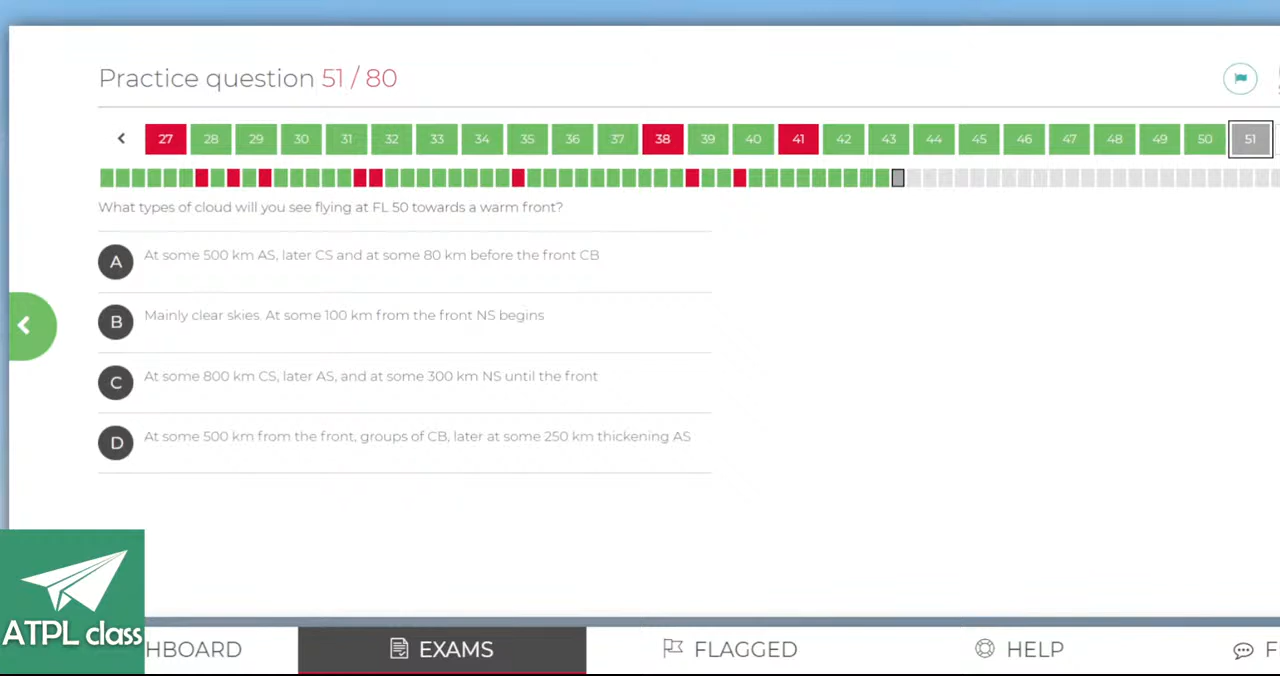 Practice question 51 / 80
27 28 29 30 31 32 33 34 35 36 37 38 39 40 41 42 43 44 45 46 47 48 49 50 51
What types of cloud will you see flying at FL 50 towards a warm front?
A At some 500 km AS, later CS and at some 80 km before the front CB
B Mainly clear skies. At some 100 km from the front NS begins
C At some 800 km CS, later AS, and at some 300 km NS until the front
D At some 500 km from the front, groups of CB, later at some 250 km thickening AS
ATPL class
HBOARD EXAMS FLAGGED HELP F